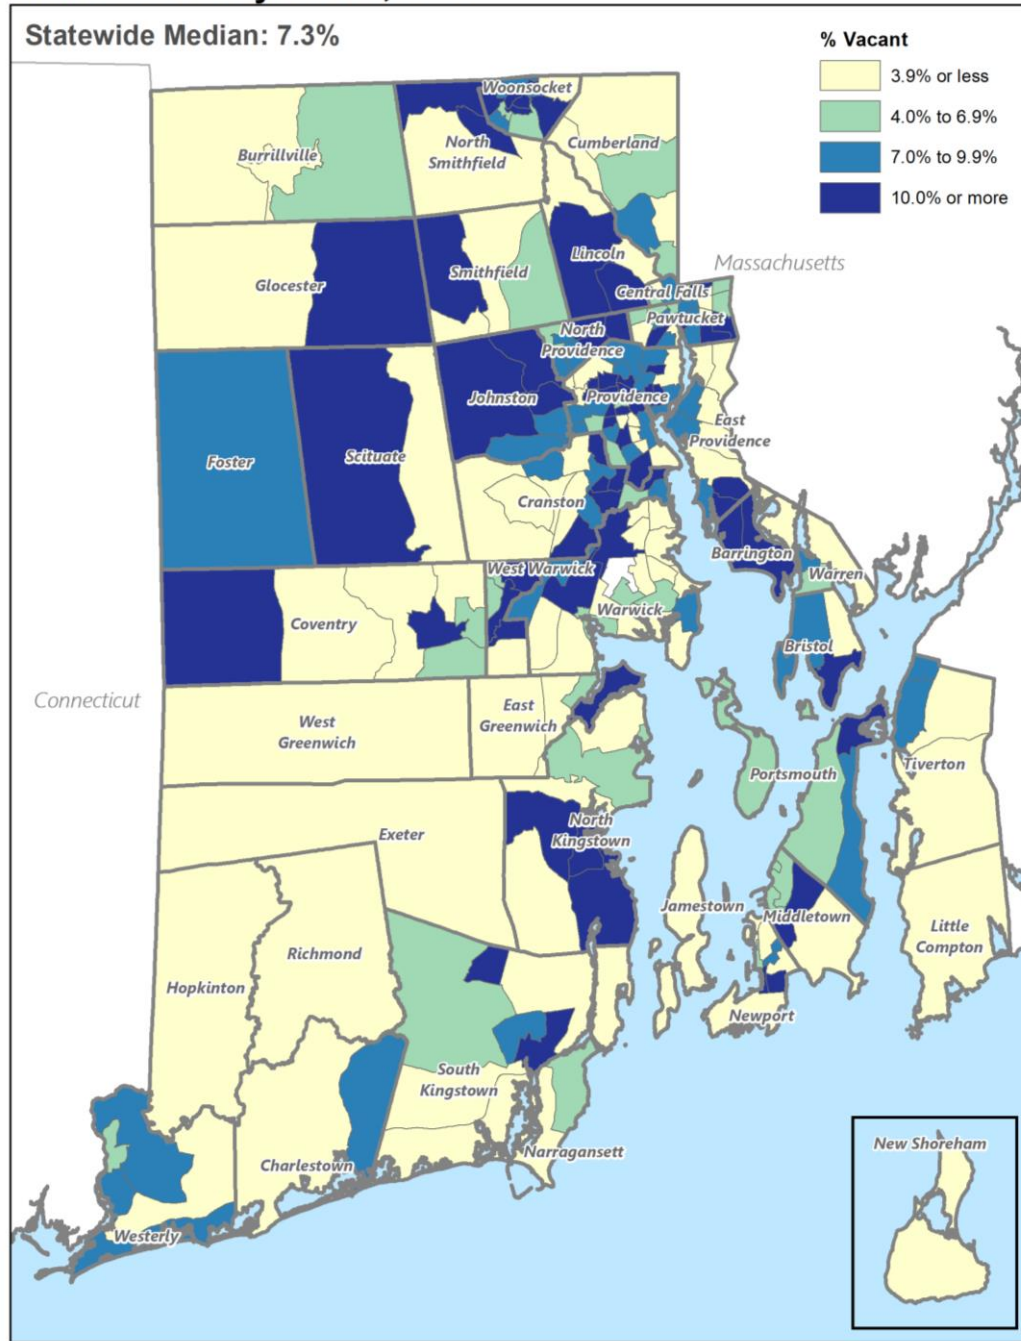 Statewide Median: 7.3%
% Vacant
3.9% or less
4.0% to 6.9%
7.0% to 9.9%
10.0% or more
Woonsocket
Burrillville
North
Smithfield
Cumberland
Massachusetts
Glocester
Smithfield
Lincoln
Central Falls
Pawtucket
North
Providence
Johnston
Providence
East
Providence
Foster
Scituate
Cranston
Barrington
West Warwick
Warren
Warwick
Coventry
Bristol
Connecticut
West
Greenwich
East
Greenwich
Portsmouth
Tiverton
Exeter
North
Kingstown
Jamestown
Middletown
Little
Compton
Richmond
Hopkinton
Newport
South
Kingstown
Charlestown
Narragansett
New Shoreham
Westerly